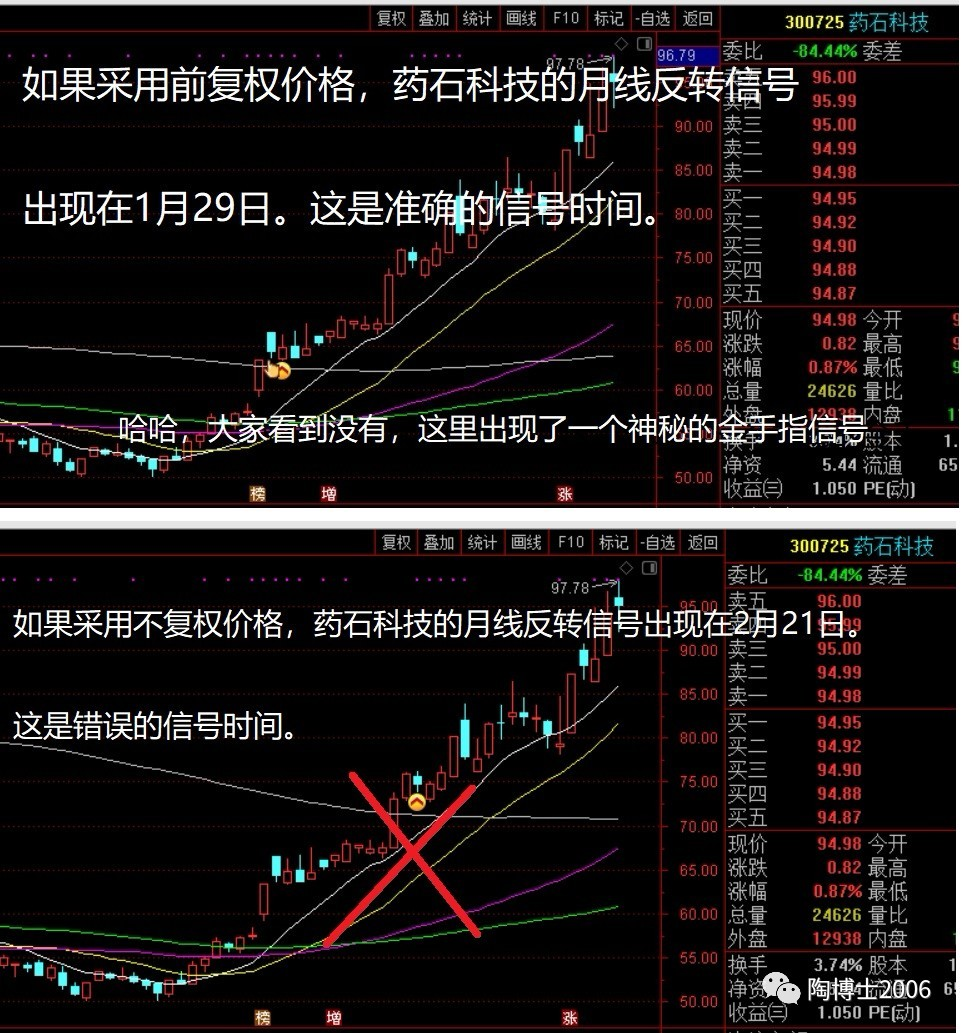 复权 叠加 统计 画线 F10 标记 -自选 返回
300725 药石科技
委比 -84.44% 委差
96.79
97.78
如果采用前复权价格，药石科技的月线反转信号
96.00
卖四 95.99
卖三 95.00
卖二 94.99
卖一 94.98
买一 94.95
买二 94.92
买三 94.90
买四 94.88
买五 94.87
90.00
85.00
80.00
75.00
70.00
65.00
60.00
50.00
出现在1月29日。这是准确的信号时间。
现价 94.98 今开
涨跌 0.82 最高
涨幅 0.87% 最低
总量 24626 量比
外盘 12938 内盘
哈哈，大家看到没有，这里出现了一个神秘的金手指信号
换手 股本
净资 5.44 流通 65
收益㈢ 1.050 PE(动)
榜 增 涨
复权 叠加 统计 画线 F10 标记 -自选 返回
300725 药石科技
委比 -84.44% 委差
97.78
卖五 96.00
如果采用不复权价格，药石科技的月线反转信号出现在2月21日。
卖四 95.99
卖三 95.00
卖二 94.99
卖一 94.98
买一 94.95
买二 94.92
买三 94.90
买四 94.88
买五 94.87
这是错误的信号时间。
95.00
90.00
85.00
80.00
75.00
70.00
65.00
60.00
55.00
50.00
现价 94.98 今开
涨跌 0.82 最高
涨幅 0.87% 最低
总量 24626 量比
外盘 12938 内盘
换手 3.74% 股本
净资 流通
陶博士2006
收益㈢ 1.050 PE(动)
榜 增 涨